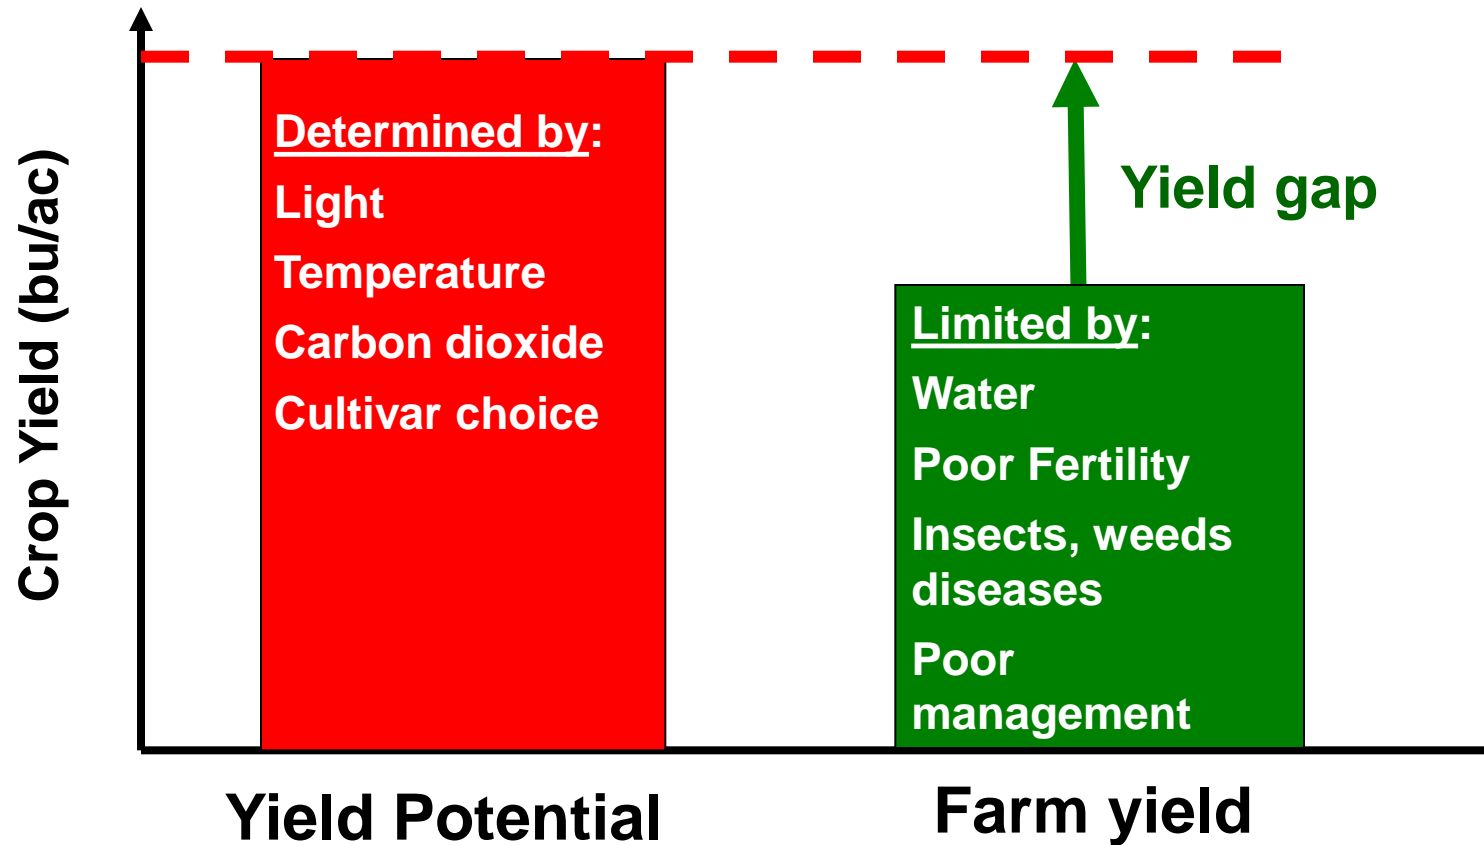 Crop Yield (bu/ac)
Determined by:
Light
Temperature
Carbon dioxide
Cultivar choice
Yield gap
Limited by:
Water
Poor Fertility
Insects, weeds
diseases
Poor
management
Yield Potential
Farm yield